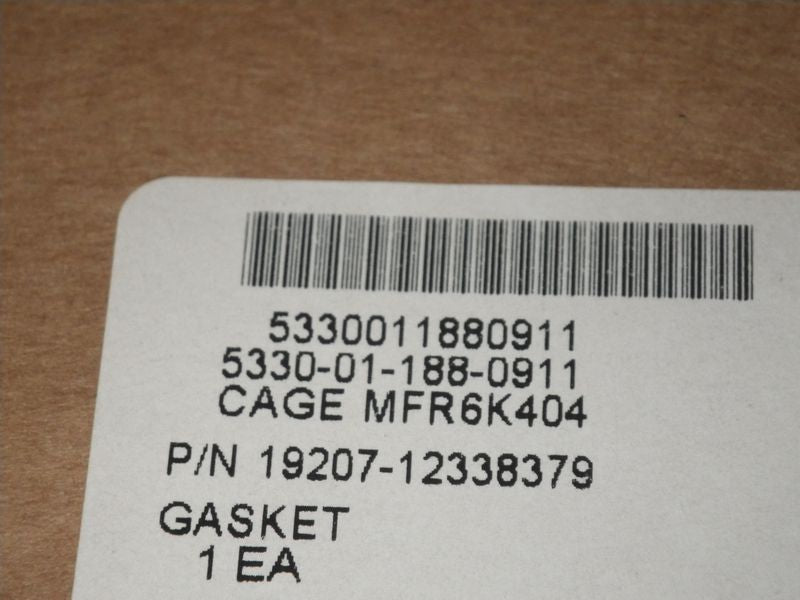 5330011880911
5330-01-188-0911
CAGE MFR6K404
P/N 19207-12338379
GASKET
1 EA